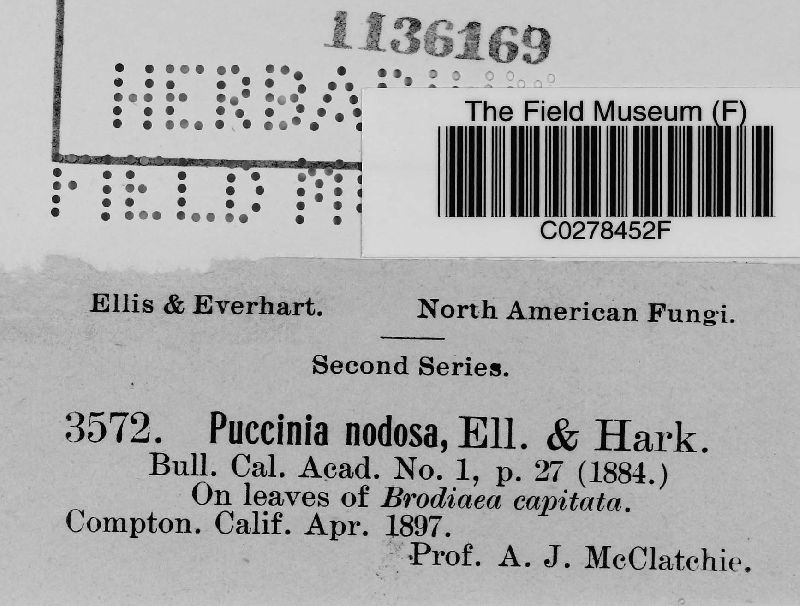 1136169
The Field Museum (F)
C0278452F
FIELD
Ellis & Everhart. North American Fungi.
Second Series.
3572. Puccinia nodosa, Ell. & Hark.
Bull. Cal. Acad. No. 1, p. 27 (1884.)
On leaves of Brodiaea capitata.
Compton. Calif. Apr. 1897.
Prof. A. J. McClatchie.